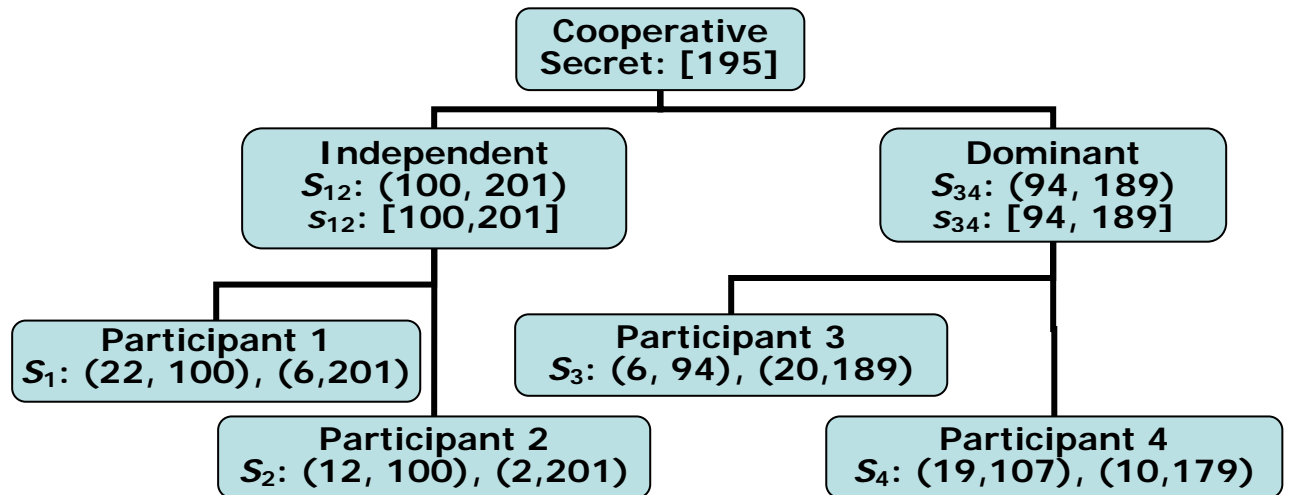 Cooperative
Secret: [195]
Independent
S₁₂: (100, 201)
s₁₂: [100,201]
Dominant
S₃₄: (94, 189)
s₃₄: [94, 189]
Participant 1
S₁: (22, 100), (6,201)
Participant 2
S₂: (12, 100), (2,201)
Participant 3
S₃: (6, 94), (20,189)
Participant 4
S₄: (19,107), (10,179)